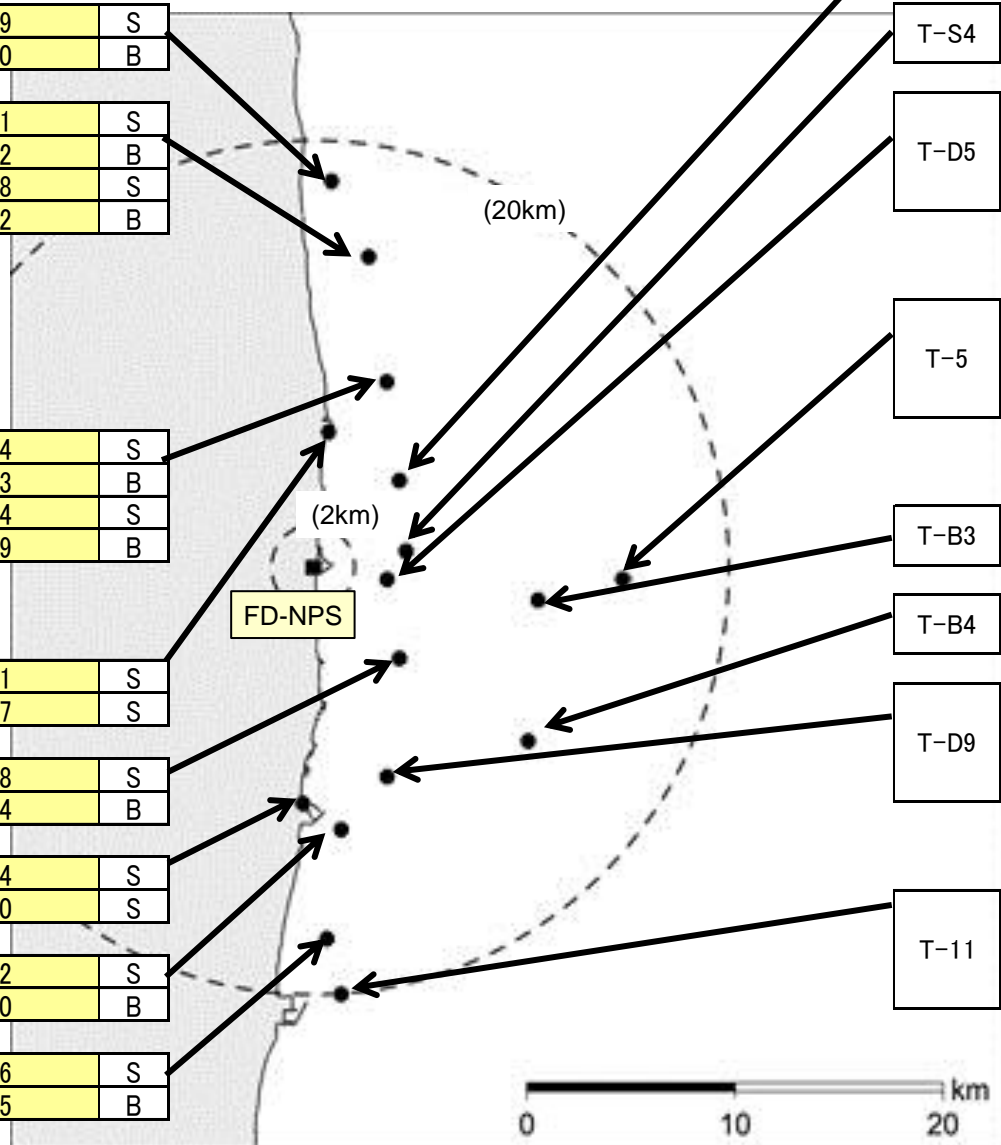 9 S
0 B
T-S4
1 S
2 B
8 S
2 B
T-D5
(20km)
T-5
4 S
3 B
4 S
9 B
(2km)
T-B3
FD-NPS
T-B4
1 S
7 S
T-D9
8 S
4 B
4 S
0 S
T-11
2 S
0 B
6 S
5 B
km
0 10 20